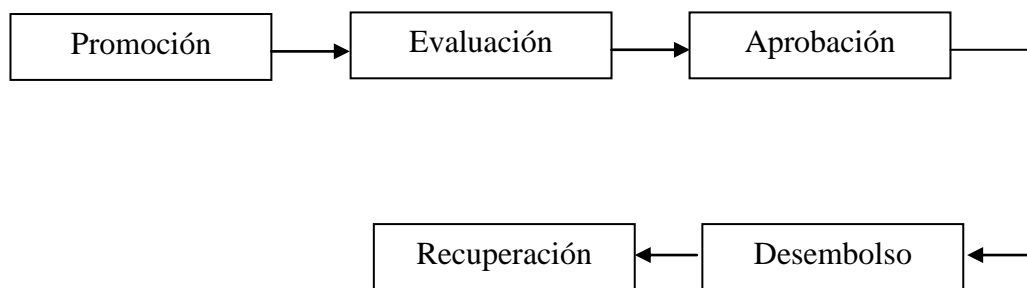 Promoción
Evaluación
Aprobación
Desembolso
Recuperación